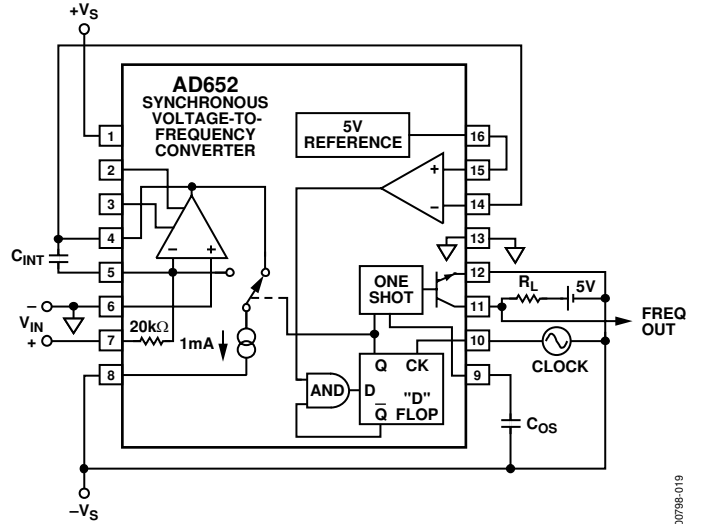 +VS
AD652
SYNCHRONOUS
VOLTAGE-TO-
FREQUENCY
CONVERTER
5V
REFERENCE
1
2
3
4
5
6
7
8
16
15
14
13
12
11
10
9
+
−
− +
CINT
−
VIN
+
20kΩ
1mA
ONE
SHOT
RL
5V
FREQ
OUT
CLOCK
AND
Q CK
D "D"
Q FLOP
COS
−VS
00798-019